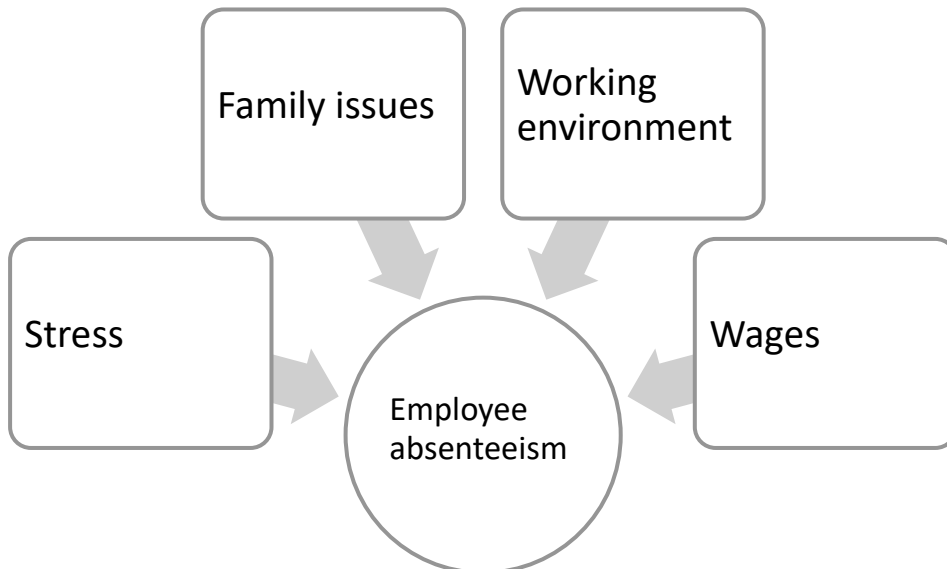 Family issues
Working
environment
Stress
Wages
Employee
absenteeism